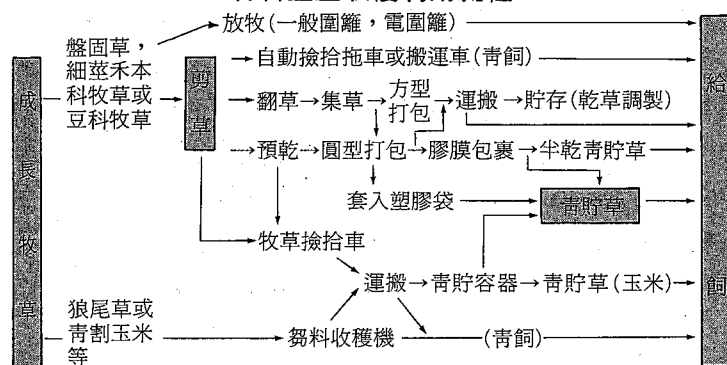 放牧(一般圍籬，電圍籬)
盤固草，
細莖禾本
科牧草或
豆科牧草
成長牧草
剪草
自動撿拾拖車或搬運車(青飼)
翻草
集草
方型
打包
運搬
貯存(乾草調製)
給飼
預乾
圓型打包
膠膜包裹
半乾青貯草
套入塑膠袋
青貯草
牧草撿拾車
運搬
青貯容器
青貯草(玉米)
狼尾草或
青割玉米
等
芻料收穫機
(青飼)